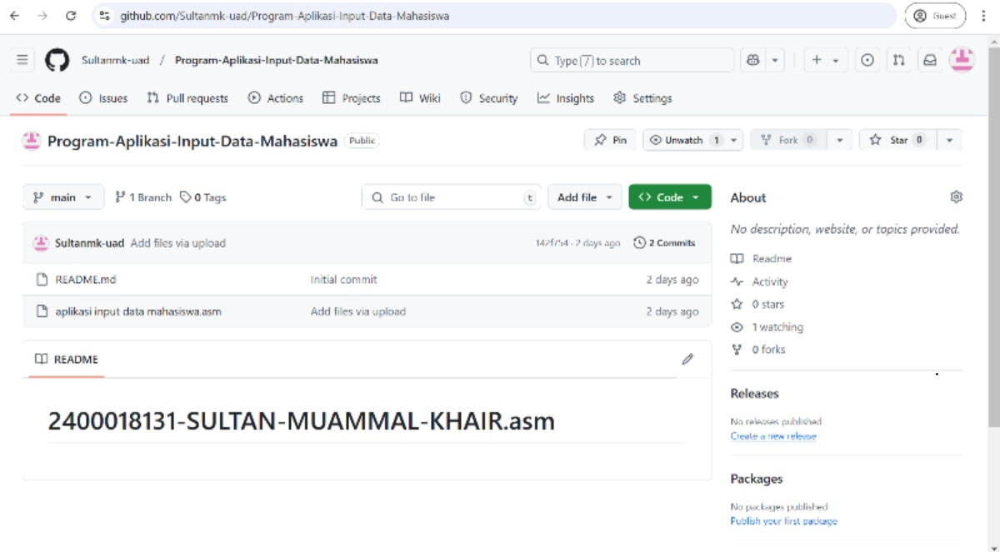 github.com/Sultanmk-uad/Program-Aplikasi-Input-Data-Mahasiswa
Guest
Sultanmk-uad / Program-Aplikasi-Input-Data-Mahasiswa
Type / to search
Code Issues Pull requests Actions Projects Wiki Security Insights Settings
Program-Aplikasi-Input-Data-Mahasiswa Public
Pin Unwatch 1 Fork 0 Star 0
main 1 Branch 0 Tags
Go to file t Add file Code
Sultanmk-uad Add files via upload
142f754 · 2 days ago 2 Commits
README.md Initial commit 2 days ago
aplikasi input data mahasiswa.asm Add files via upload 2 days ago
README
2400018131-SULTAN-MUAMMAL-KHAIR.asm
About
No description, website, or topics provided.
Readme
Activity
0 stars
1 watching
0 forks
Releases
No releases published
Create a new release
Packages
No packages published
Publish your first package